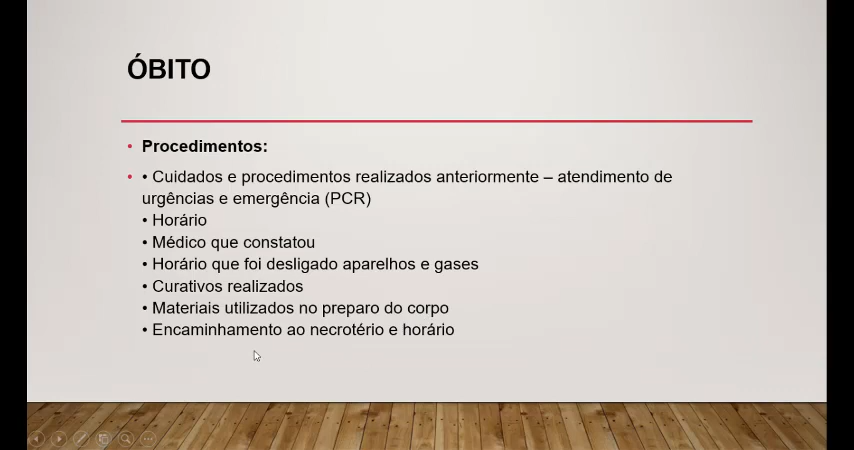 ÓBITO
• Procedimentos:
• • Cuidados e procedimentos realizados anteriormente – atendimento de
urgências e emergência (PCR)
• Horário
• Médico que constatou
• Horário que foi desligado aparelhos e gases
• Curativos realizados
• Materiais utilizados no preparo do corpo
• Encaminhamento ao necrotério e horário